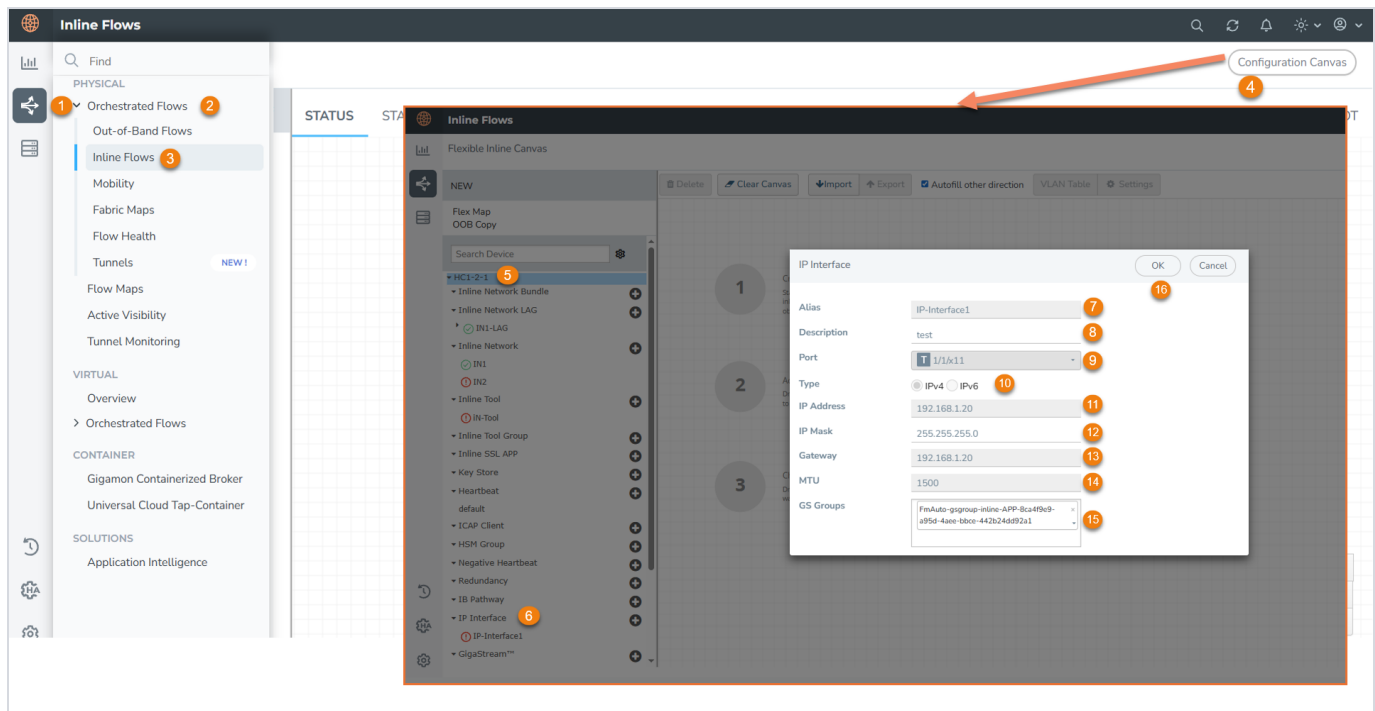 Inline Flows
Find
PHYSICAL
1
Orchestrated Flows 2
Out-of-Band Flows
Inline Flows 3
Mobility
Fabric Maps
Flow Health
Tunnels NEW !
Flow Maps
Active Visibility
Tunnel Monitoring
VIRTUAL
Overview
Orchestrated Flows
CONTAINER
Gigamon Containerized Broker
Universal Cloud Tap-Container
SOLUTIONS
Application Intelligence
HA
Configuration Canvas
4
STATUS STA
OT
Inline Flows
Flexible Inline Canvas
NEW
Flex Map
OOB Copy
Search Device
HC1-2-1 5
Inline Network Bundle
Inline Network LAG
IN1-LAG
Inline Network
IN1
IN2
Inline Tool
IN-Tool
Inline Tool Group
Inline SSL APP
Key Store
Heartbeat
default
ICAP Client
HSM Group
Negative Heartbeat
Redundancy
IB Pathway
IP Interface 6
IP-Interface1
GigaStream™
HA
Delete Clear Canvas Import Export Autofill other direction VLAN Table Settings
1
2
3
IP Interface OK Cancel
16
Alias IP-Interface1 7
Description test 8
Port T 1/1/x11 9
Type IPv4 IPv6 10
IP Address 192.168.1.20 11
IP Mask 255.255.255.0 12
Gateway 192.168.1.20 13
MTU 1500 14
GS Groups FmAuto-gsgroup-inline-APP-8ca4f9e9- ×
a95d-4aee-bbce-442b24dd92a1 15